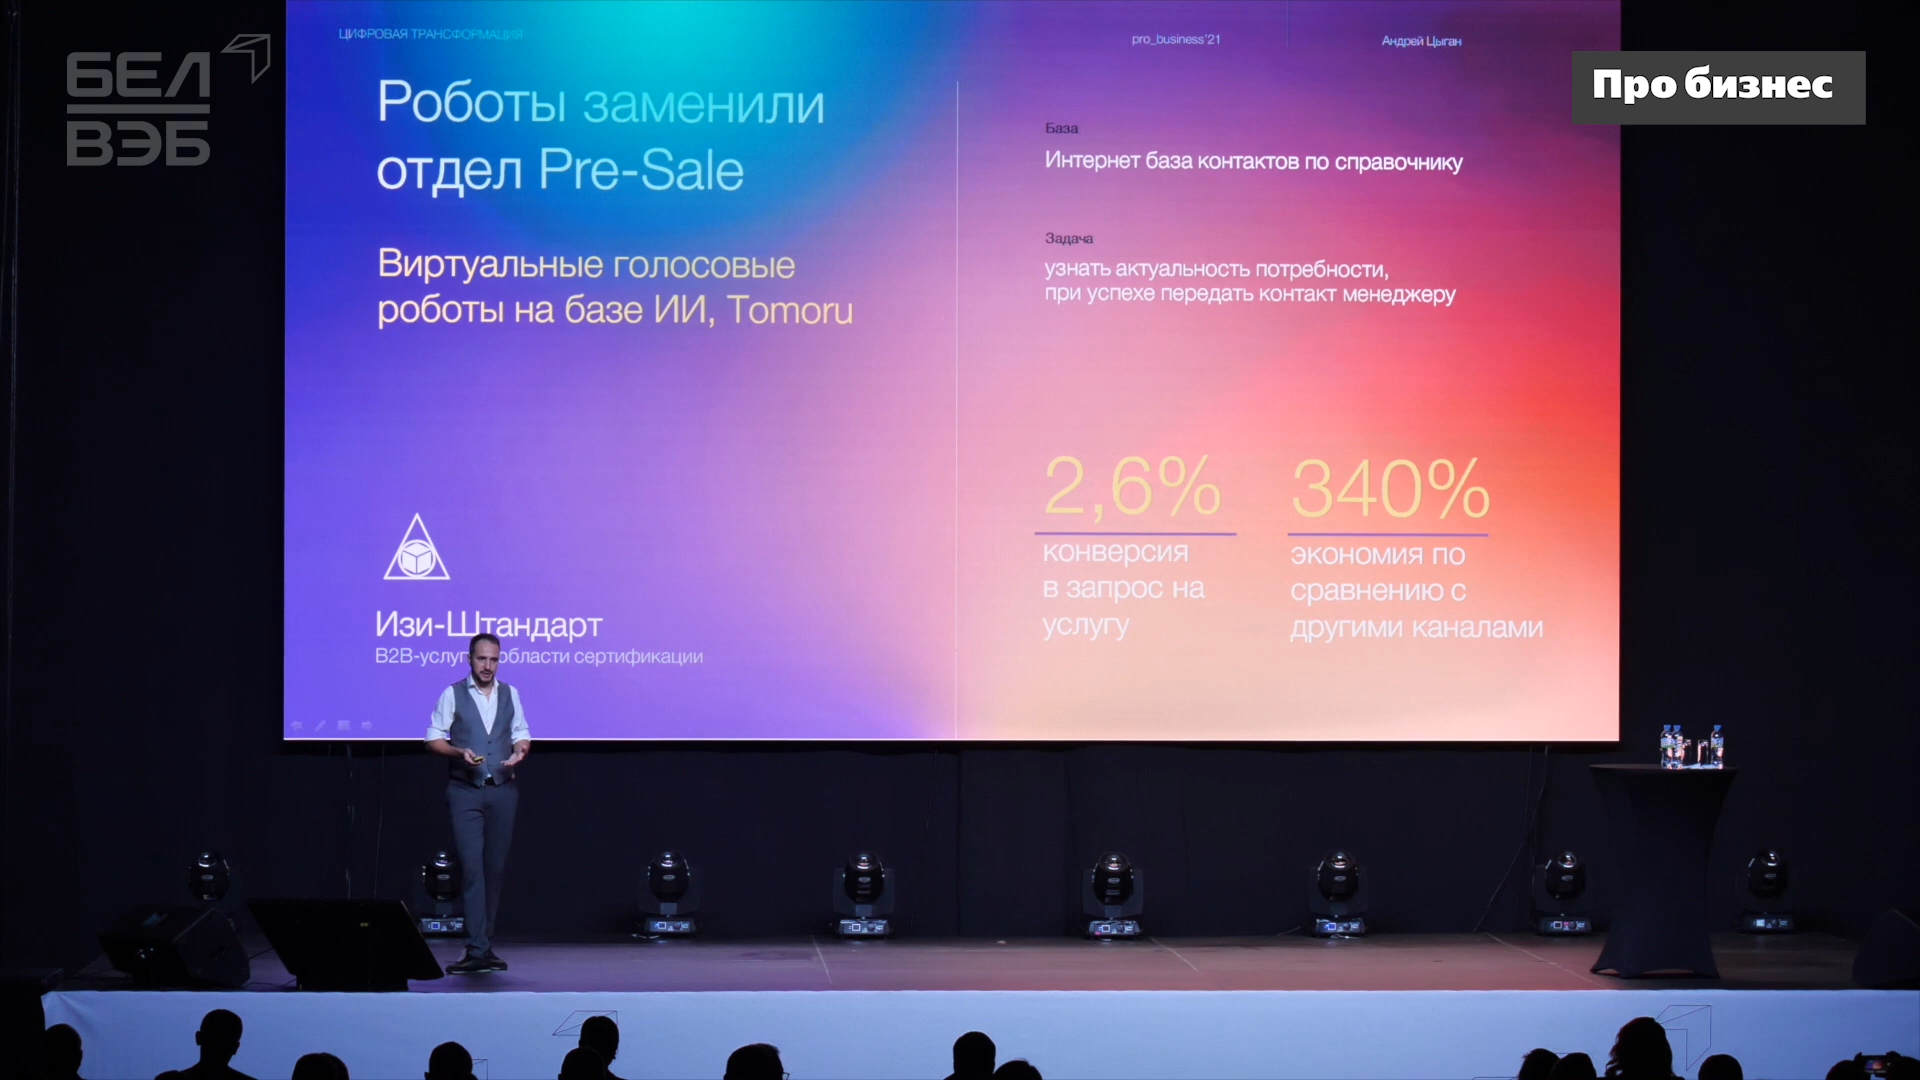 БЕЛ
ВЭБ
ЦИФРОВАЯ ТРАНСФОРМАЦИЯ
pro_business'21
Андрей Цыган
Про бизнес
Роботы заменили
отдел Pre-Sale
Виртуальные голосовые
роботы на базе ИИ, Tomoru
Изи-Штандарт
B2B-услуг области сертификации
База
Интернет база контактов по справочнику
Задача
узнать актуальность потребности,
при успехе передать контакт менеджеру
2,6%
конверсия
в запрос на
услугу
340%
экономия по
сравнению с
другими каналами